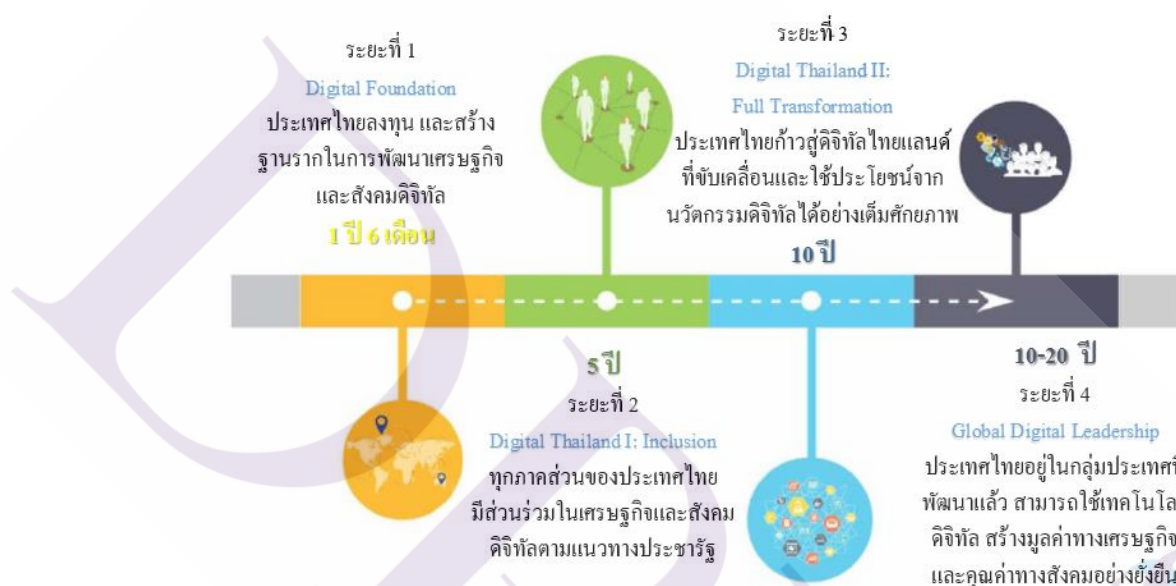 ระยะที่ 1
Digital Foundation
ประเทศไทยลงทุน และสร้าง
ฐานรากในการพัฒนาเศรษฐกิจ
และสังคมดิจิทัล
1 ปี 6 เดือน
5 ปี
ระยะที่ 2
Digital Thailand I: Inclusion
ทุกภาคส่วนของประเทศไทย
มีส่วนร่วมในเศรษฐกิจและสังคม
ดิจิทัลตามแนวทางประชารัฐ
ระยะที่ 3
Digital Thailand II:
Full Transformation
ประเทศไทยก้าวสู่ดิจิทัลไทยแลนด์
ที่ขับเคลื่อนและใช้ประโยชน์จาก
นวัตกรรมดิจิทัลได้อย่างเต็มศักยภาพ
10 ปี
10-20 ปี
ระยะที่ 4
Global Digital Leadership
ประเทศไทยอยู่ในกลุ่มประเทศ
พัฒนาแล้ว สามารถใช้เทคโนโล
ดิจิทัล สร้างมูลค่าทางเศรษฐกิจ
และคุณค่าทางสังคมอย่างยั่งยืน